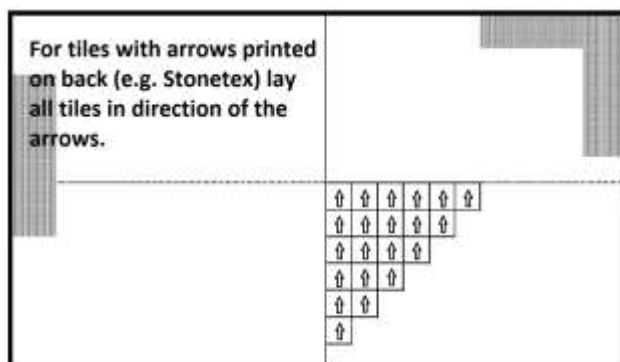 For tiles with arrows printed
on back (e.g. Stonetex) lay
all tiles in direction of the
arrows.